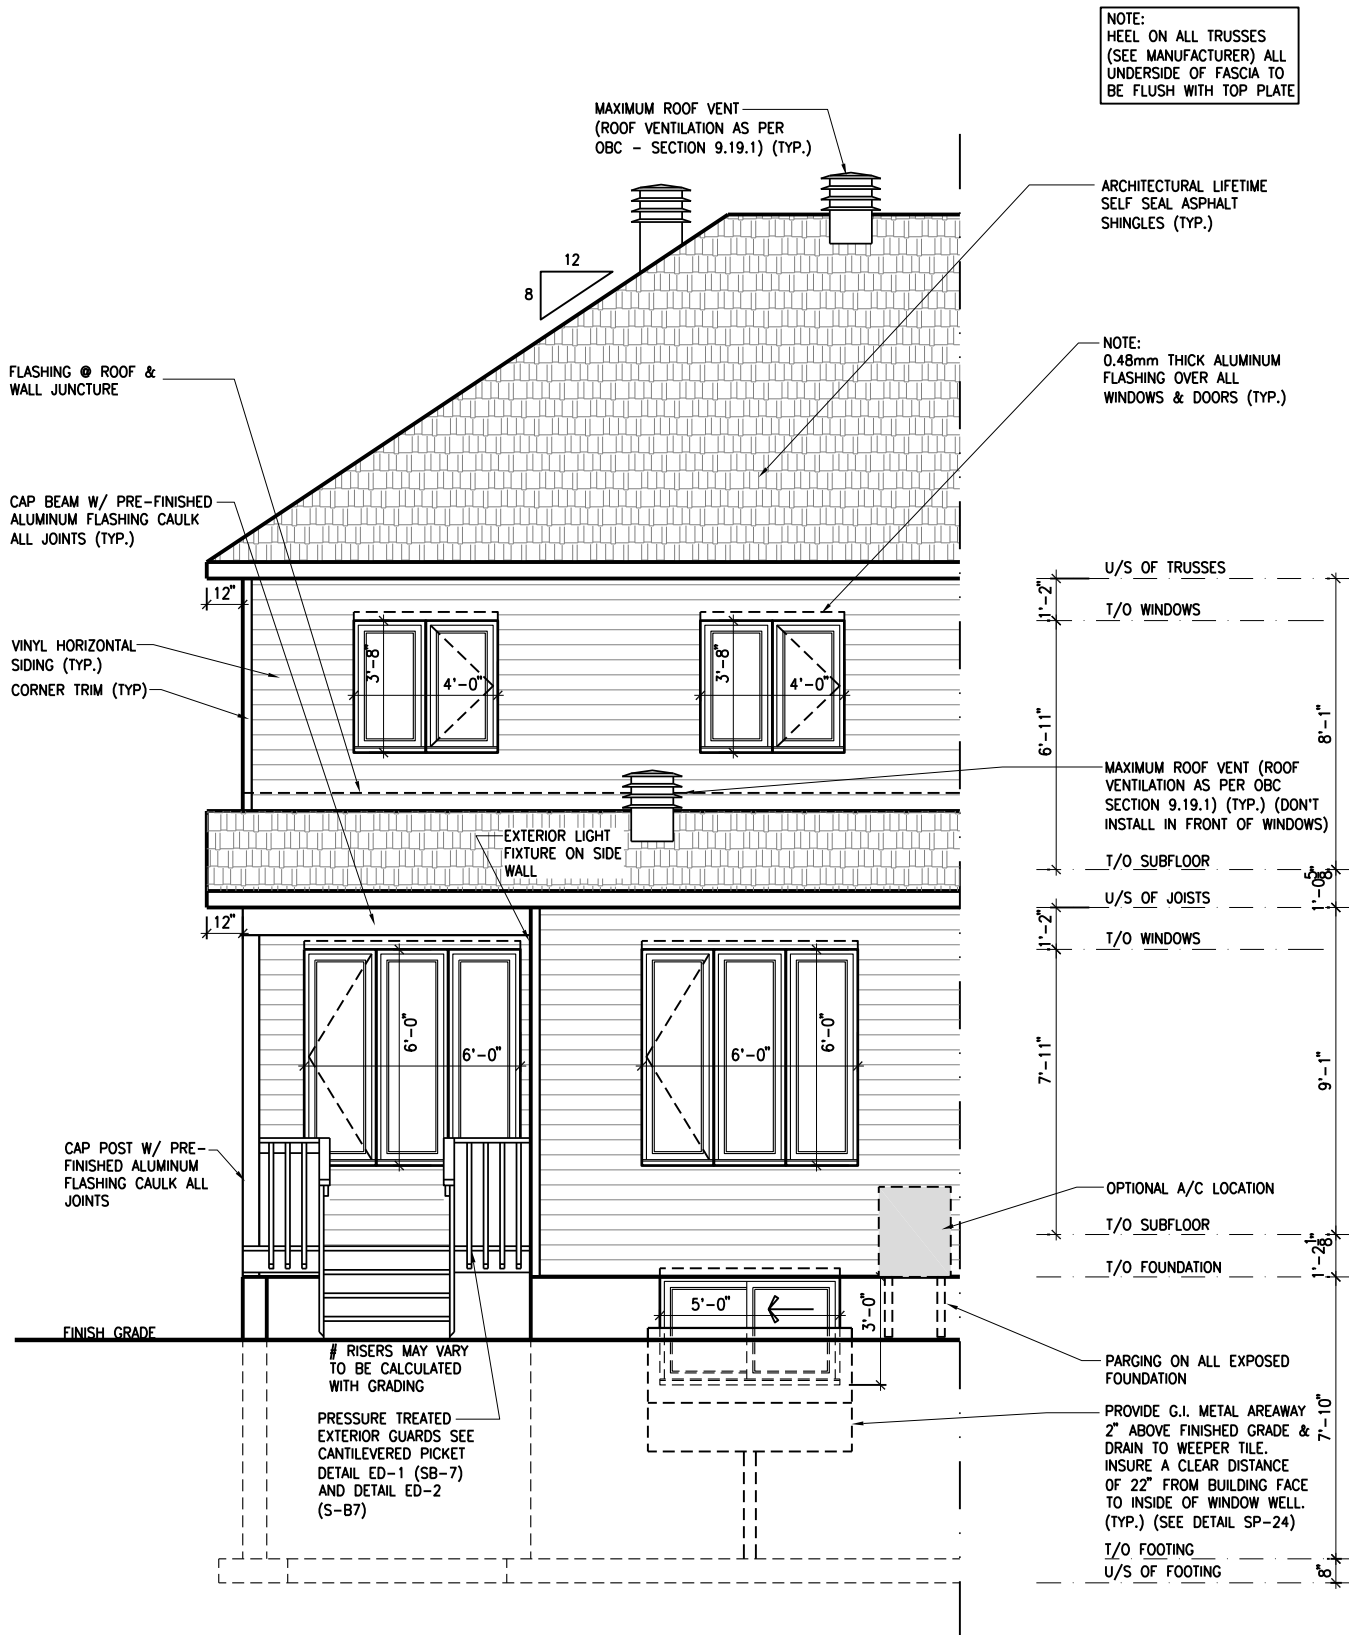 NOTE:
HEEL ON ALL TRUSSES
(SEE MANUFACTURER) ALL
UNDERSIDE OF FASCIA TO
BE FLUSH WITH TOP PLATE
MAXIMUM ROOF VENT
(ROOF VENTILATION AS PER
OBC - SECTION 9.19.1) (TYP.)
ARCHITECTURAL LIFETIME
SELF SEAL ASPHALT
SHINGLES (TYP.)
12
8
NOTE:
0.48mm THICK ALUMINUM
FLASHING OVER ALL
WINDOWS & DOORS (TYP.)
FLASHING @ ROOF &
WALL JUNCTURE
CAP BEAM W/ PRE-FINISHED
ALUMINUM FLASHING CAULK
ALL JOINTS (TYP.)
12"
VINYL HORIZONTAL
SIDING (TYP.)
CORNER TRIM (TYP)
3'-8"
4'-0"
3'-8"
4'-0"
U/S OF TRUSSES
1'-2"
T/O WINDOWS
6'-11"
8'-1"
MAXIMUM ROOF VENT (ROOF
VENTILATION AS PER OBC
SECTION 9.19.1) (TYP.) (DON'T
INSTALL IN FRONT OF WINDOWS)
EXTERIOR LIGHT
FIXTURE ON SIDE
WALL
T/O SUBFLOOR
1'-0 5/8"
U/S OF JOISTS
12"
1'-2"
T/O WINDOWS
6'-0"
6'-0"
6'-0"
6'-0"
7'-11"
9'-1"
CAP POST W/ PRE-
FINISHED ALUMINUM
FLASHING CAULK ALL
JOINTS
OPTIONAL A/C LOCATION
T/O SUBFLOOR
1'-2 1/8"
T/O FOUNDATION
5'-0"
3'-0"
FINISH GRADE
# RISERS MAY VARY
TO BE CALCULATED
WITH GRADING
PARGING ON ALL EXPOSED
FOUNDATION
PRESSURE TREATED
EXTERIOR GUARDS SEE
CANTILEVERED PICKET
DETAIL ED-1 (SB-7)
AND DETAIL ED-2
(S-B7)
PROVIDE G.I. METAL AREAWAY
2" ABOVE FINISHED GRADE &
DRAIN TO WEEPER TILE.
INSURE A CLEAR DISTANCE
OF 22" FROM BUILDING FACE
TO INSIDE OF WINDOW WELL.
(TYP.) (SEE DETAIL SP-24)
7'-10"
T/O FOOTING
U/S OF FOOTING
8"